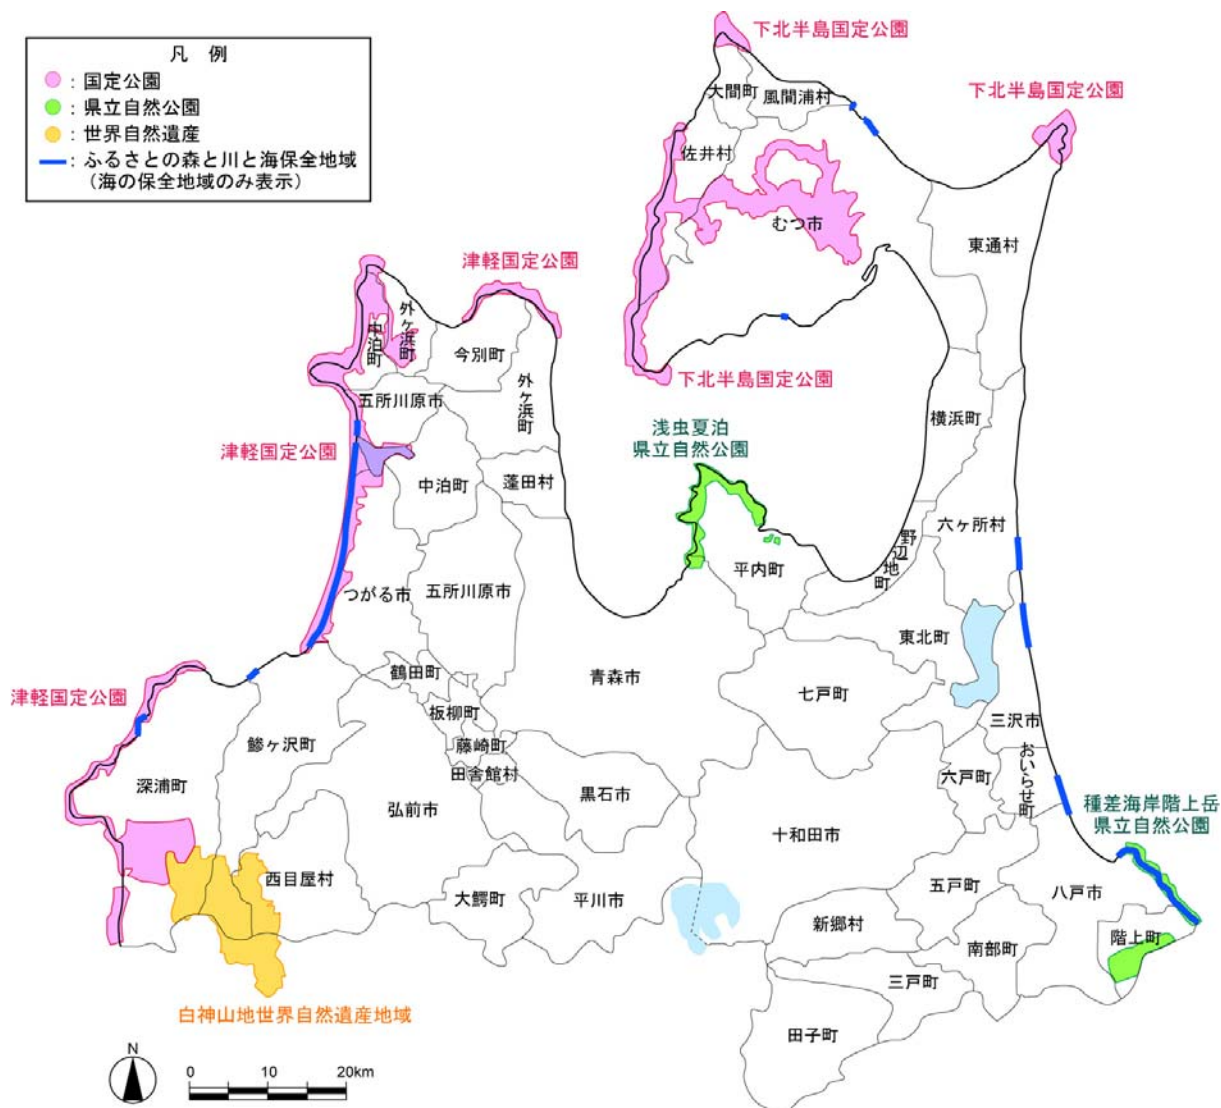 凡　例
：国定公園
：県立自然公園
：世界自然遺産
：ふるさとの森と川と海保全地域
（海の保全地域のみ表示）
下北半島国定公園
下北半島国定公園
大間町
風間浦村
佐井村
むつ市
東通村
津軽国定公園
外ヶ浜町
中泊町
今別町
外ヶ浜町
下北半島国定公園
五所川原市
横浜町
浅虫夏泊
県立自然公園
津軽国定公園
中泊町
蓬田村
六ヶ所村
野辺地町
平内町
つがる市
五所川原市
東北町
鶴田町
青森市
七戸町
津軽国定公園
板柳町
三沢市
鰺ヶ沢町
藤崎町
田舎館村
六戸町
おいらせ町
深浦町
弘前市
黒石市
種差海岸階上岳
県立自然公園
十和田市
西目屋村
大鰐町
平川市
五戸町
八戸市
新郷村
南部町
階上町
三戸町
白神山地世界自然遺産地域
田子町
N
0 10 20km